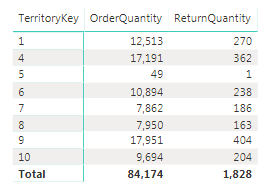 TerritoryKey OrderQuantity ReturnQuantity
1 12,513 270
4 17,191 362
5 49 1
6 10,894 238
7 7,862 186
8 7,950 163
9 17,951 404
10 9,694 204
Total 84,174 1,828